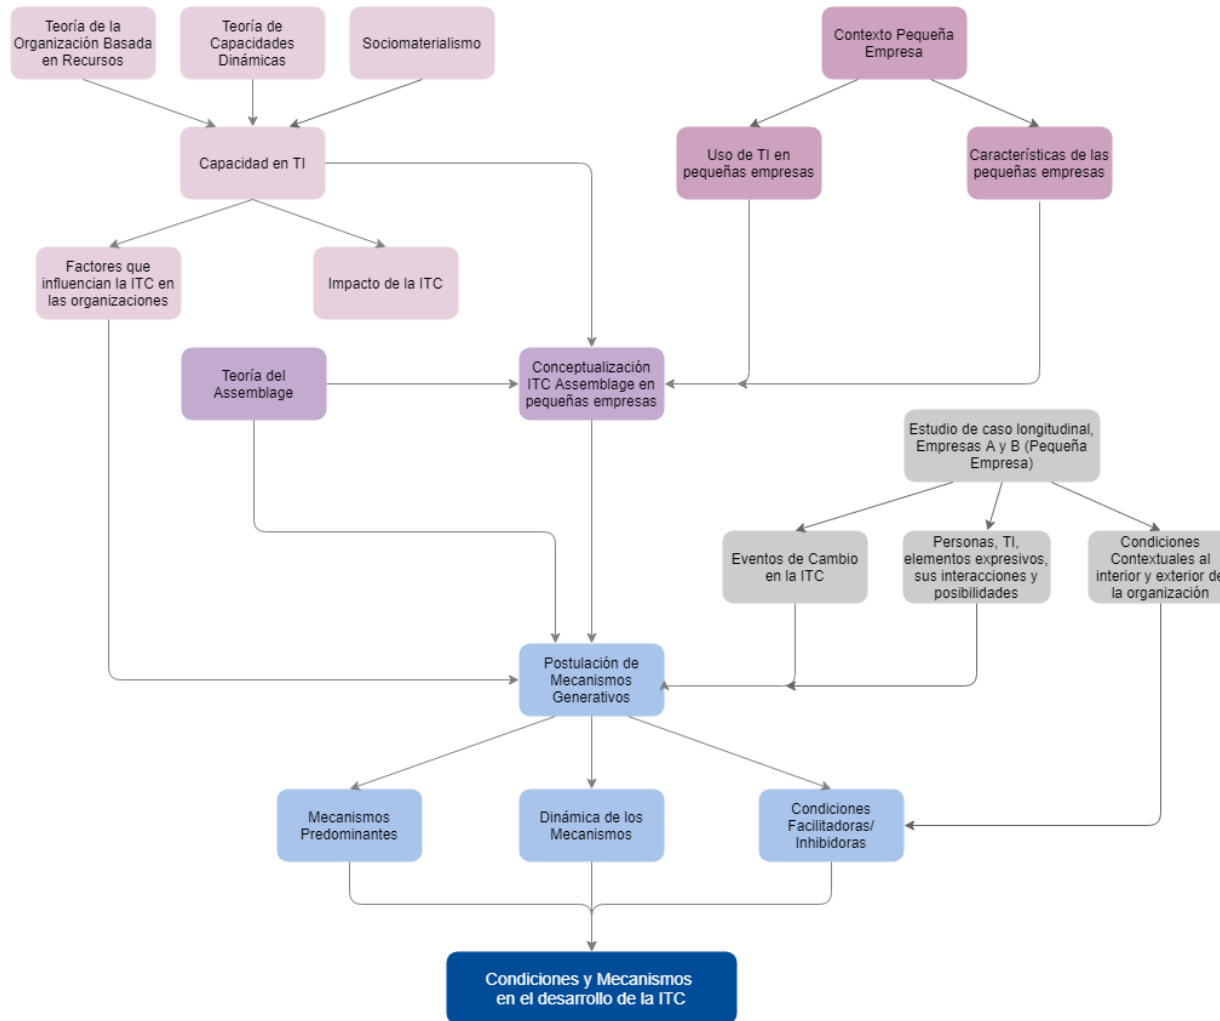 Teoría de la
Organización Basada
en Recursos
Teoría de
Capacidades
Dinámicas
Sociomaterialismo
Contexto Pequeña
Empresa
Capacidad en TI
Uso de TI en
pequeñas empresas
Características de las
pequeñas empresas
Factores que
influencian la ITC en
las organizaciones
Impacto de la ITC
Teoría del
Assemblage
Conceptualización
ITC Assemblage en
pequeñas empresas
Estudio de caso longitudinal,
Empresas A y B (Pequeña
Empresa)
Eventos de Cambio
en la ITC
Personas, TI,
elementos expresivos,
sus interacciones y
posibilidades
Condiciones
Contextuales al
interior y exterior de
la organización
Postulación de
Mecanismos
Generativos
Mecanismos
Predominantes
Dinámica de los
Mecanismos
Condiciones
Facilitadoras/
Inhibidoras
Condiciones y Mecanismos
en el desarrollo de la ITC